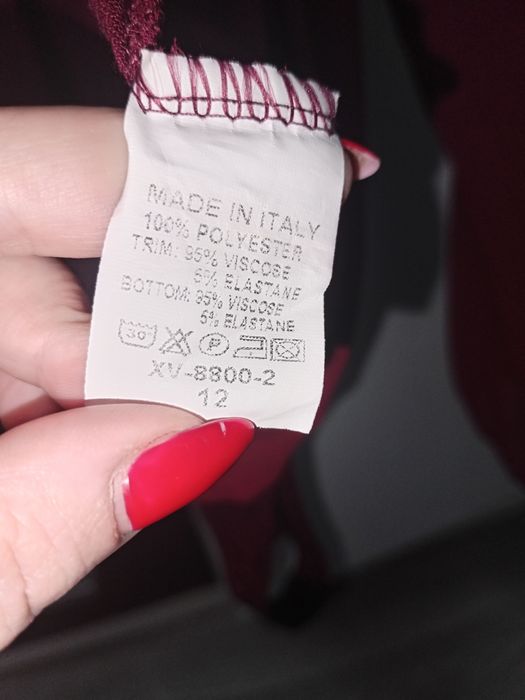 MADE IN ITALY
100% POLYESTER
TRIM: 95% VISCOSE
5% ELASTANE
BOTTOM: 95% VISCOSE
5% ELASTANE
30 P
XV-8800-2
12